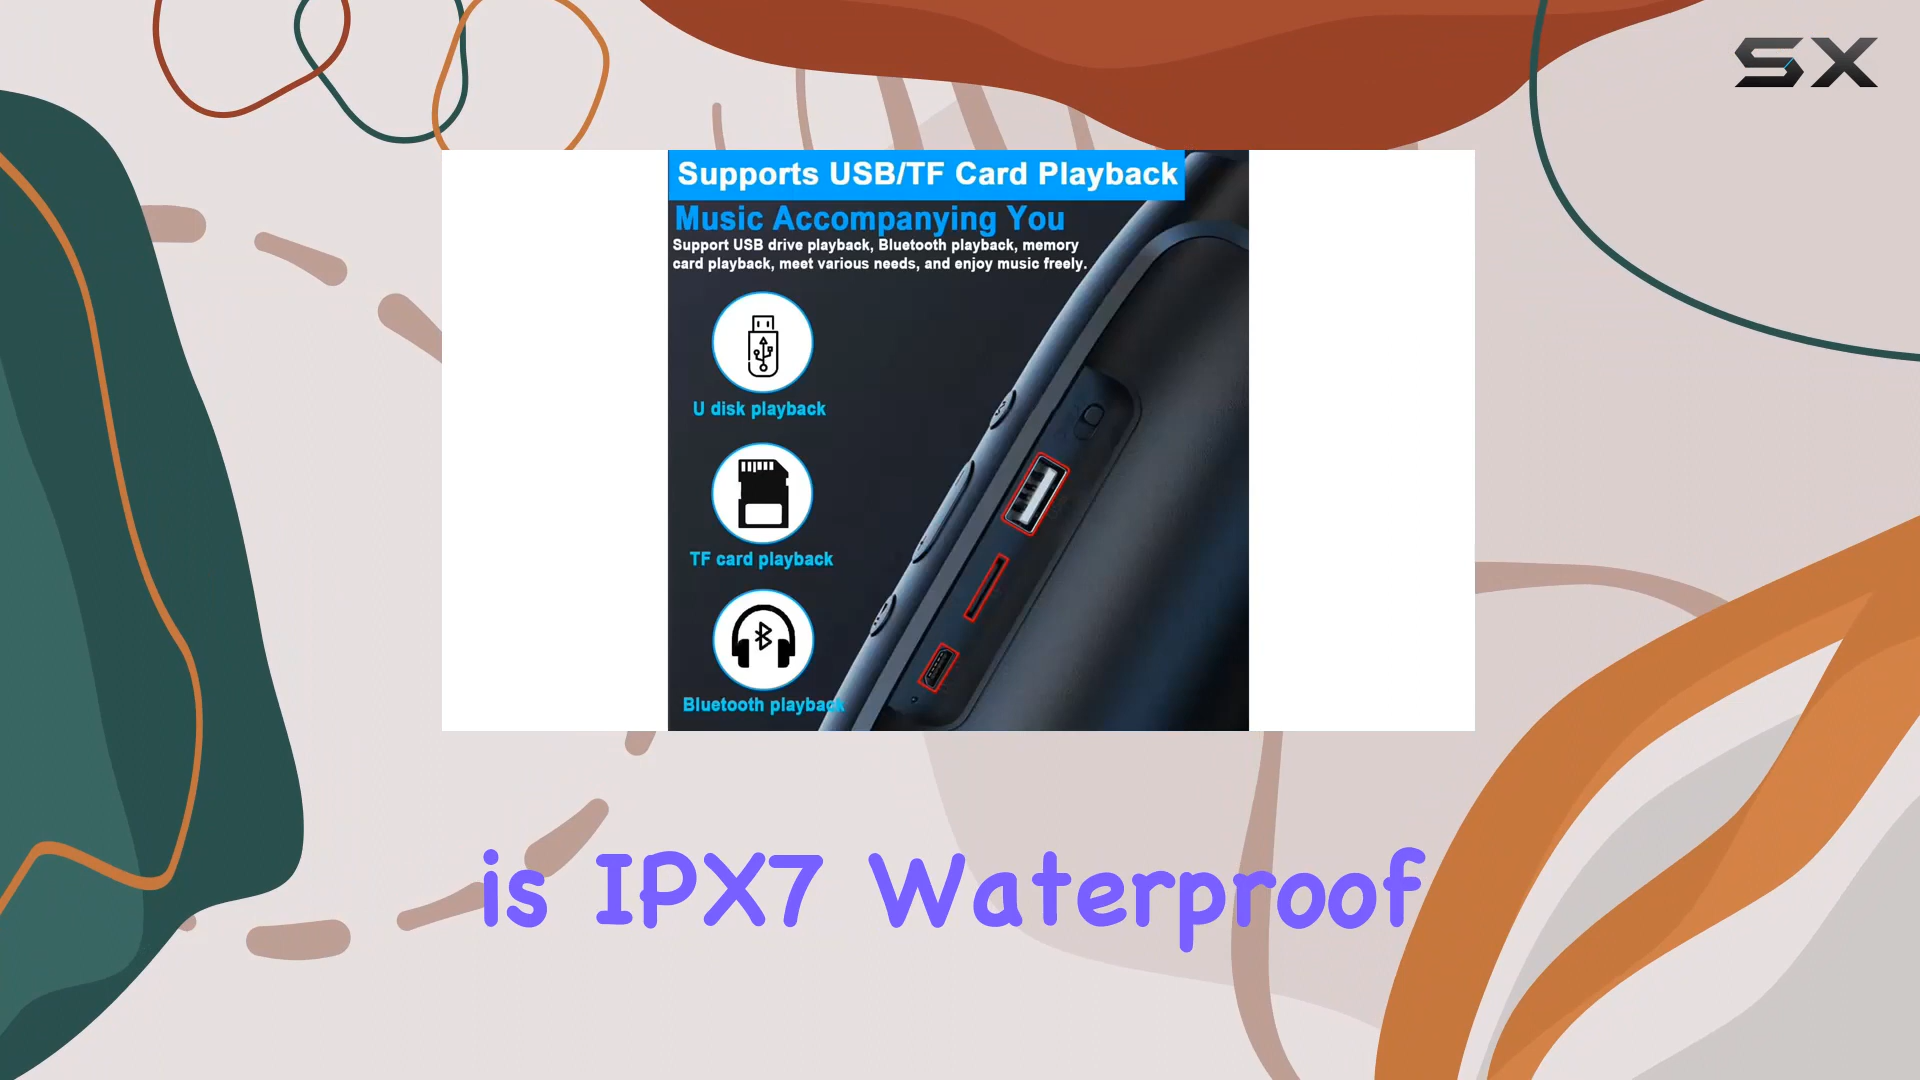 SX
Supports USB/TF Card Playback
Music Accompanying You
Support USB drive playback, Bluetooth playback, memory
card playback, meet various needs, and enjoy music freely.
U disk playback
TF card playback
Bluetooth playback
is IPX7 Waterproof